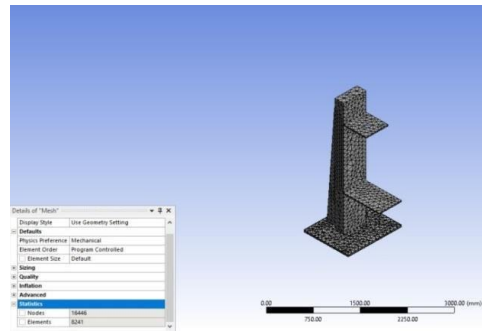 Details of "Mesh"
Display Style Use Geometry Setting
Defaults
Physics Preference Mechanical
Element Order Program Controlled
Element Size Default
Sizing
Quality
Inflation
Advanced
Statistics
Nodes 16446
Elements 8241
0.00 1500.00 3000.00 (mm)
750.00 2250.00